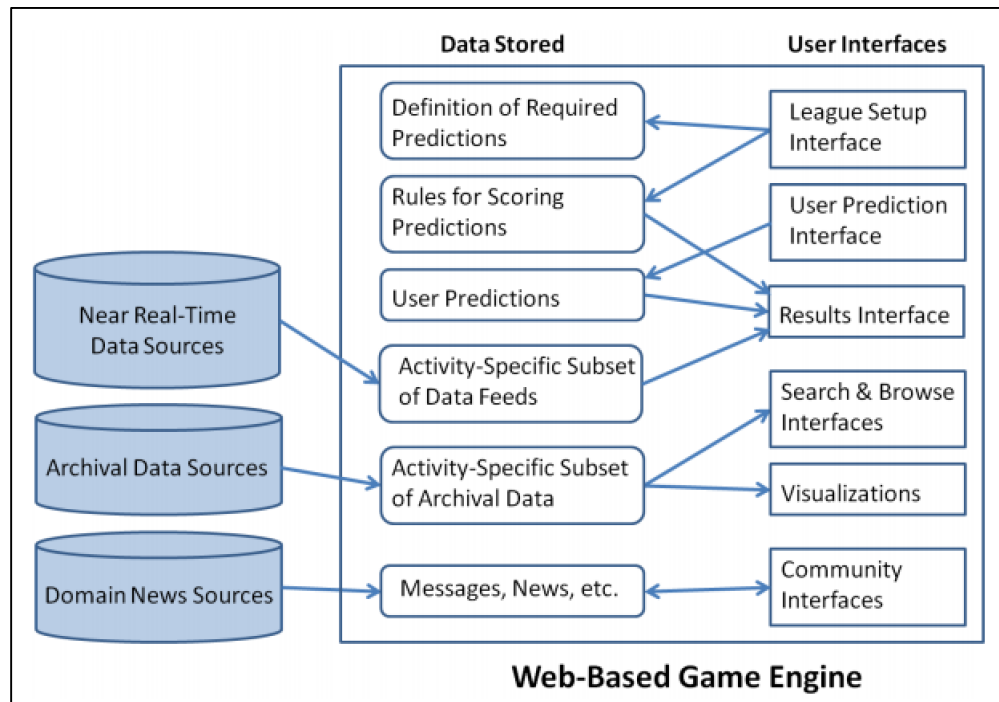 Data Stored
User Interfaces
Definition of Required
Predictions
League Setup
Interface
Rules for Scoring
Predictions
User Prediction
Interface
Near Real-Time
Data Sources
User Predictions
Results Interface
Activity-Specific Subset
of Data Feeds
Search & Browse
Interfaces
Archival Data Sources
Activity-Specific Subset
of Archival Data
Visualizations
Domain News Sources
Messages, News, etc.
Community
Interfaces
Web-Based Game Engine